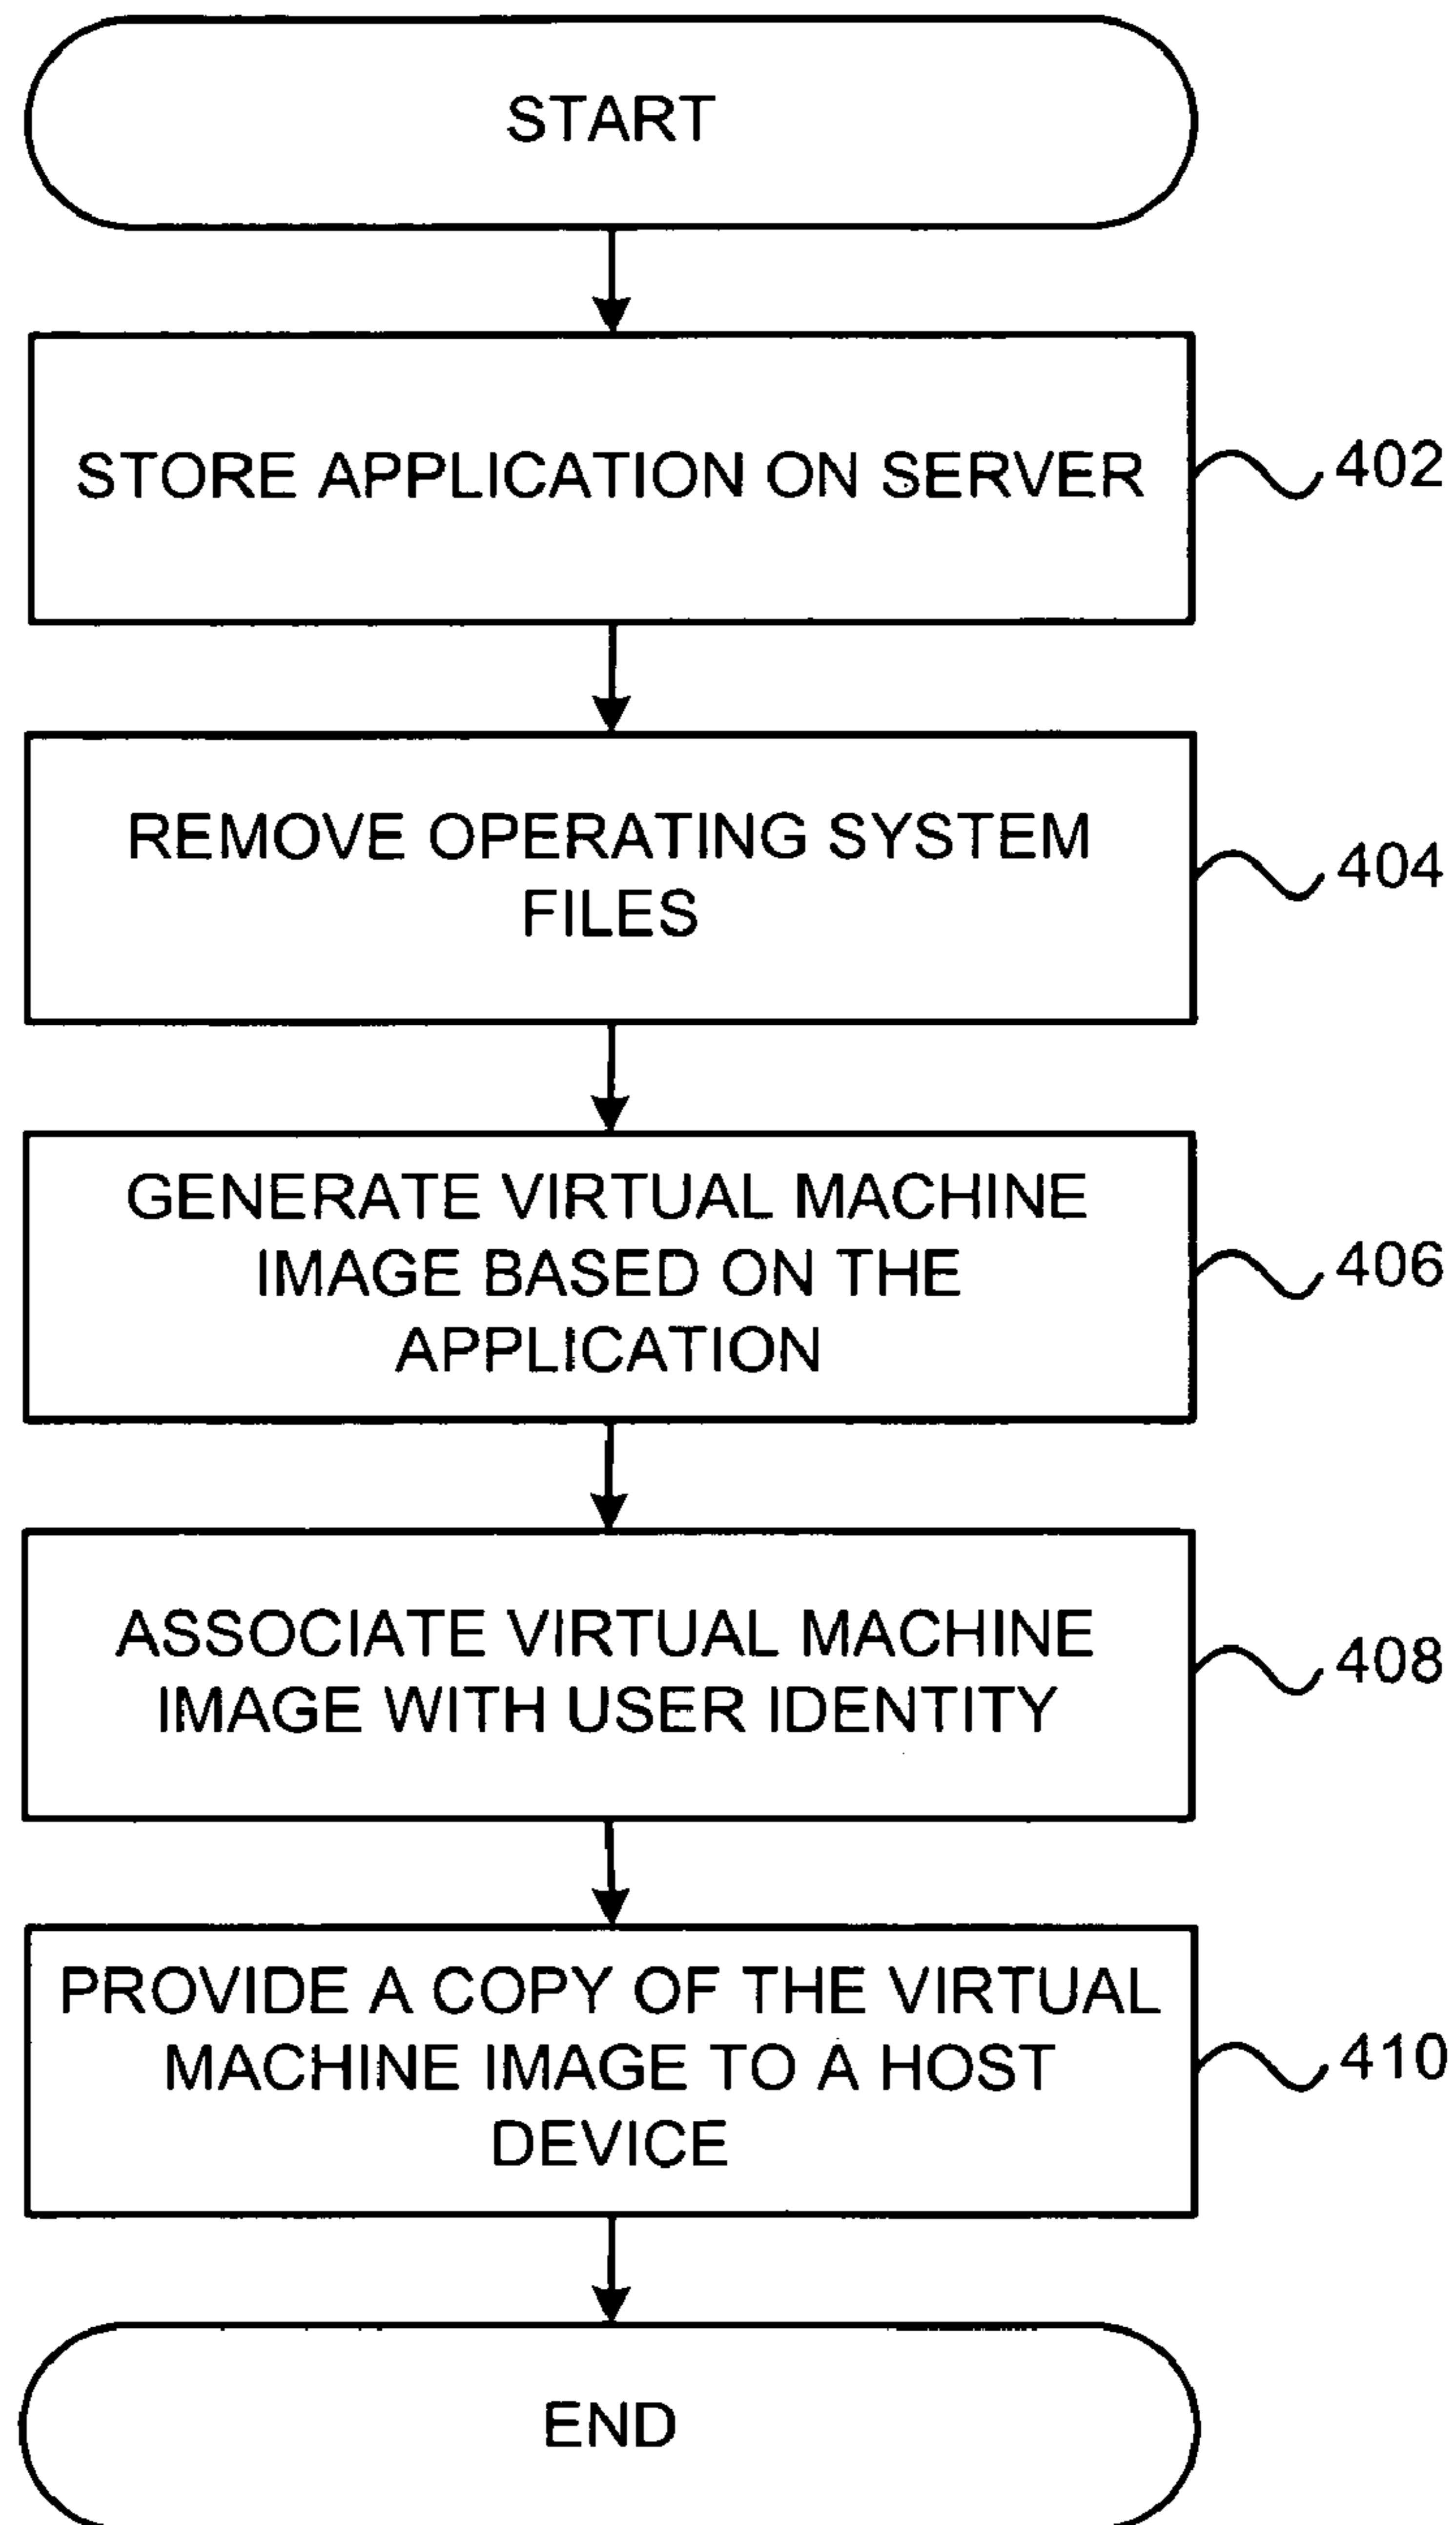 START
STORE APPLICATION ON SERVER
402
REMOVE OPERATING SYSTEM
FILES
404
GENERATE VIRTUAL MACHINE
IMAGE BASED ON THE
APPLICATION
406
ASSOCIATE VIRTUAL MACHINE
IMAGE WITH USER IDENTITY
408
PROVIDE A COPY OF THE VIRTUAL
MACHINE IMAGE TO A HOST
DEVICE
410
END